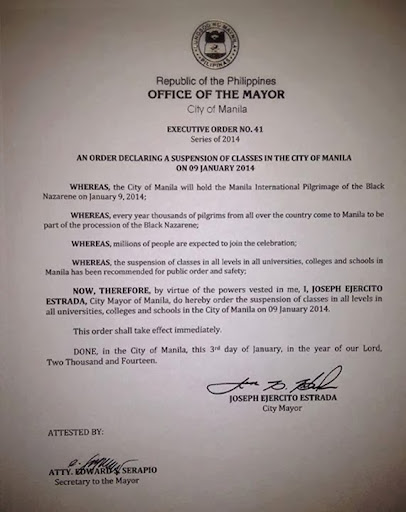 Republic of the Philippines
OFFICE OF THE MAYOR
City of Manila
EXECUTIVE ORDER NO. 41
Series of 2014
AN ORDER DECLARING A SUSPENSION OF CLASSES IN THE CITY OF MANILA
ON 09 JANUARY 2014
WHEREAS, the City of Manila will hold the Manila International Pilgrimage of the Black
Nazarene on January 9, 2014;
WHEREAS, every year thousands of pilgrims from all over the country come to Manila to be
part of the procession of the Black Nazarene;
WHEREAS, millions of people are expected to join the celebration;
WHEREAS, the suspension of classes in all levels in all universities, colleges and schools in
Manila has been recommended for public order and safety;
NOW, THEREFORE, by virtue of the powers vested in me, I, JOSEPH EJERCITO
ESTRADA, City Mayor of Manila, do hereby order the suspension of classes in all levels in
all universities, colleges and schools in the City of Manila on 09 January 2014.
This order shall take effect immediately.
DONE, in the City of Manila, this 3rd day of January, in the year of our Lord,
Two Thousand and Fourteen.
JOSEPH EJERCITO ESTRADA
City Mayor
ATTESTED BY:
ATTY. EDWARD S. SERAPIO
Secretary to the Mayor